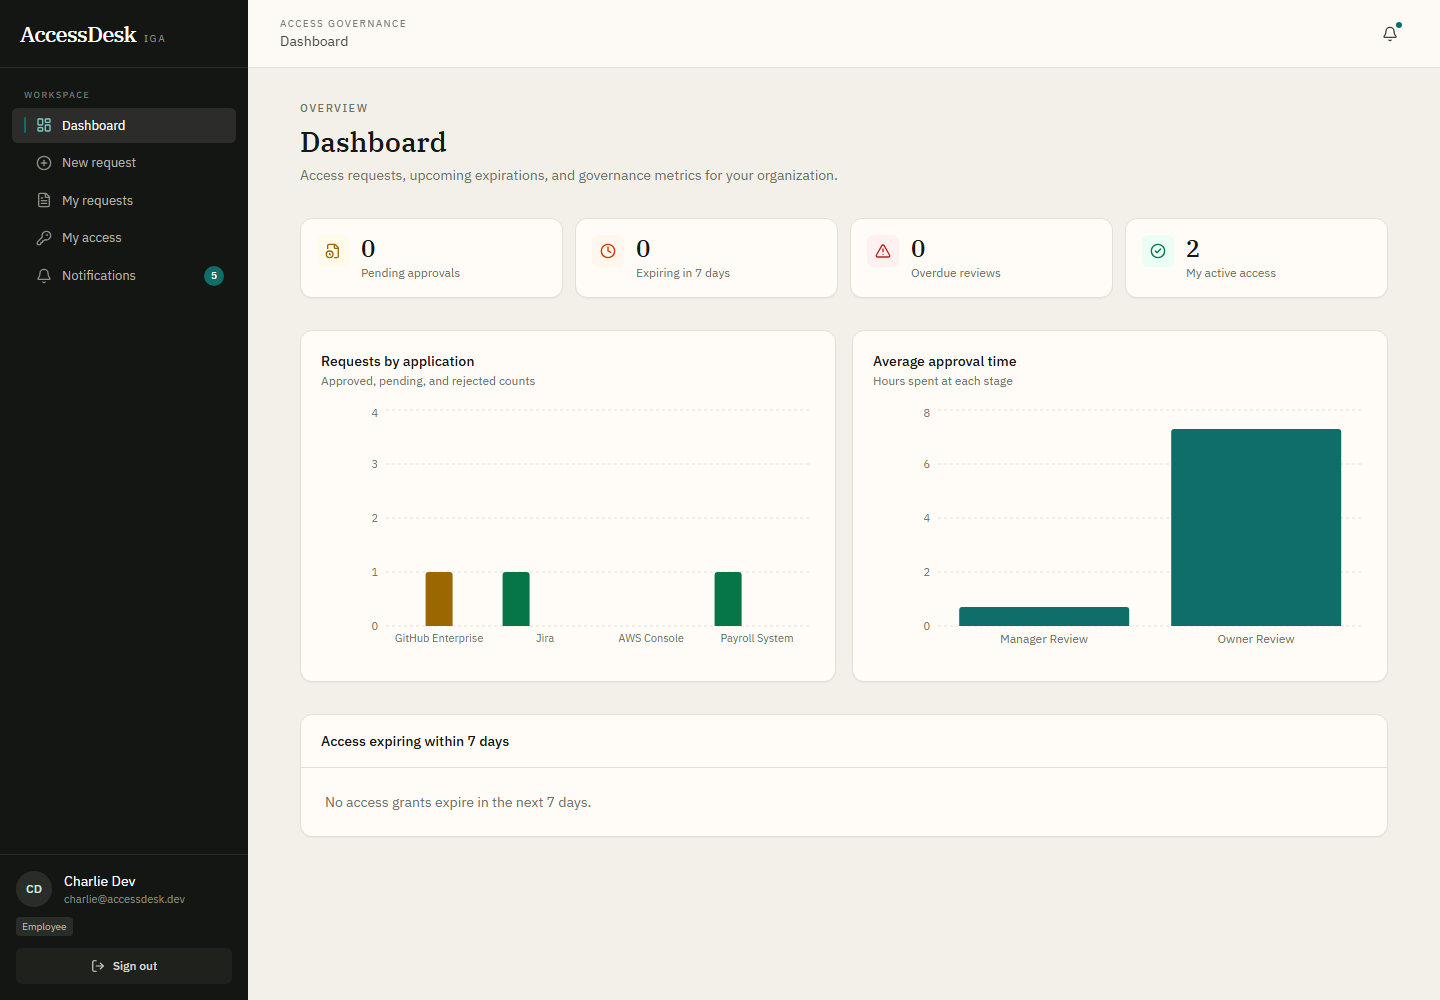 AccessDesk IGA
WORKSPACE
Dashboard
New request
My requests
My access
Notifications 5
CD
Charlie Dev
charlie@accessdesk.dev
Employee
Sign out
ACCESS GOVERNANCE
Dashboard
OVERVIEW
Dashboard
Access requests, upcoming expirations, and governance metrics for your organization.
0
Pending approvals
0
Expiring in 7 days
0
Overdue reviews
2
My active access
Requests by application
Approved, pending, and rejected counts
4
3
2
1
0
GitHub Enterprise Jira AWS Console Payroll System
Average approval time
Hours spent at each stage
8
6
4
2
0
Manager Review Owner Review
Access expiring within 7 days
No access grants expire in the next 7 days.